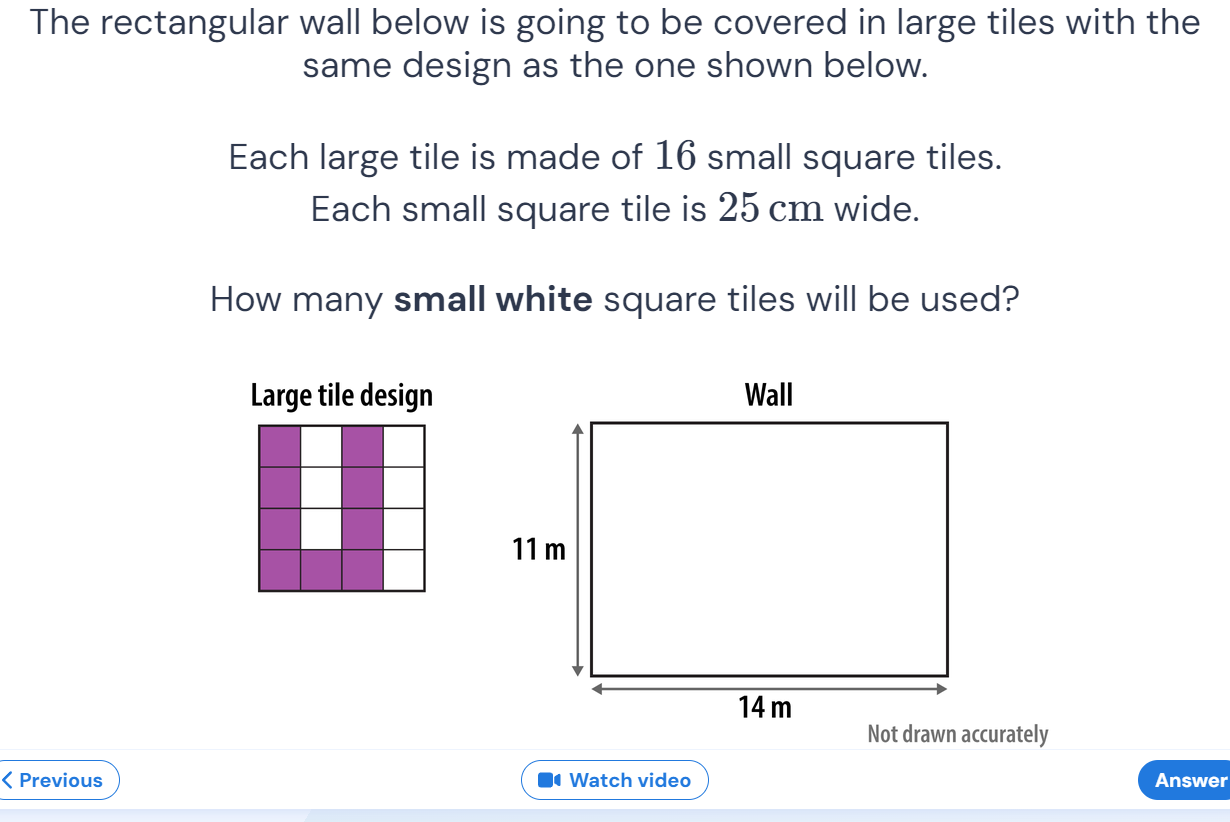 The rectangular wall below is going to be covered in large tiles with the
same design as the one shown below.
Each large tile is made of 16 small square tiles.
Each small square tile is 25 cm wide.
How many small white square tiles will be used?
Large tile design
Wall
11 m
14 m
Not drawn accurately
Previous
Watch video
Answer